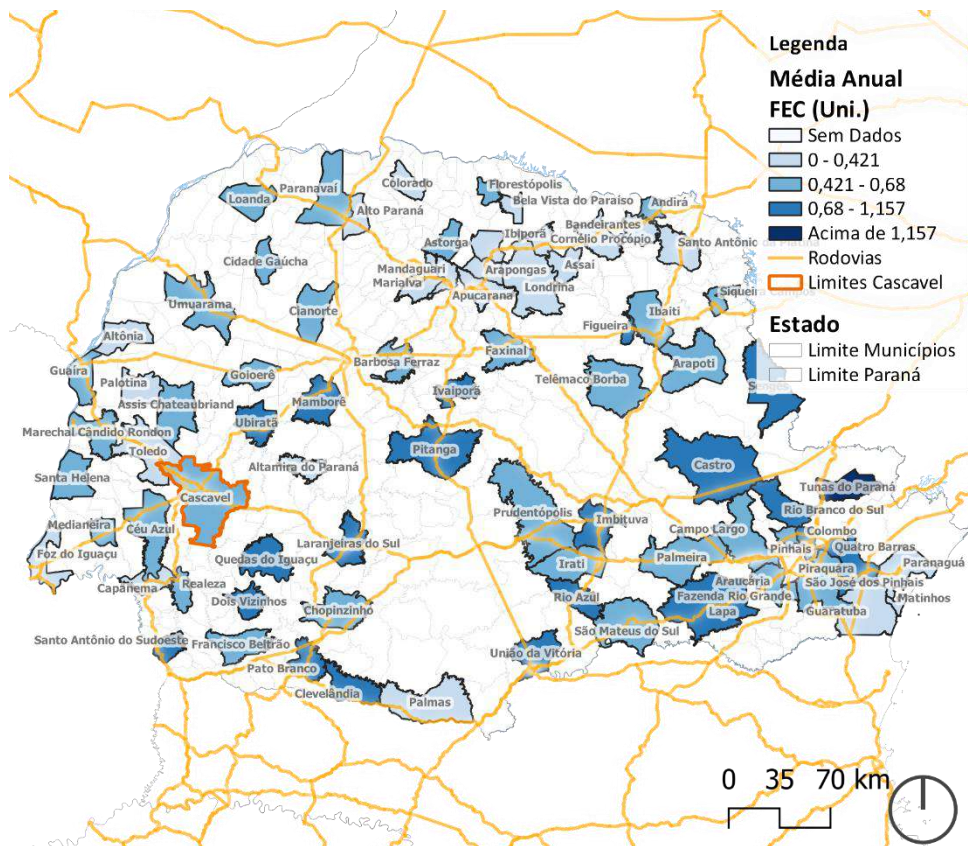 Legenda
Média Anual
FEC (Uni.)
Sem Dados
0 - 0,421
0,421 - 0,68
0,68 - 1,157
Acima de 1,157
Rodovias
Limites Cascavel
Estado
Limite Municípios
Limite Paraná
Colorado
Paranavaí
Loanda
Alto Paraná
Florestópolis
Bela Vista do Paraiso
Andirá
Bandeirantes
Ibiporã
Cornélio Procópio
Santo Antônio da Platina
Astorga
Cidade Gaúcha
Mandaguari
Marialva
Arapongas
Assaí
Londrina
Apucarana
Siqueira Campos
Umuarama
Cianorte
Ibaiti
Figueira
Altônia
Barbosa Ferraz
Faxinal
Arapoti
Guaíra
Goioerê
Telêmaco Borba
Palotina
Ivaiporã
Sengés
Assis Chateaubriand
Mamborê
Ubiratã
Marechal Cândido Rondon
Toledo
Pitanga
Altamira do Paraná
Castro
Santa Helena
Tunas do Paraná
Cascavel
Rio Branco do Sul
Prudentópolis
Imbituva
Medianeira
Céu Azul
Campo Largo
Colombo
Laranjeiras do Sul
Pinhais
Quatro Barras
Foz do Iguaçu
Quedas do Iguaçu
Palmeira
Irati
Piraquara
Paranaguá
Capanema
Realeza
Araucária
São José dos Pinhais
Dois Vizinhos
Rio Azul
Fazenda Rio Grande
Matinhos
Chopinzinho
Lapa
Guaratuba
São Mateus do Sul
Santo Antônio do Sudoeste
Francisco Beltrão
União da Vitória
Pato Branco
Clevelândia
Palmas
0 35 70 km